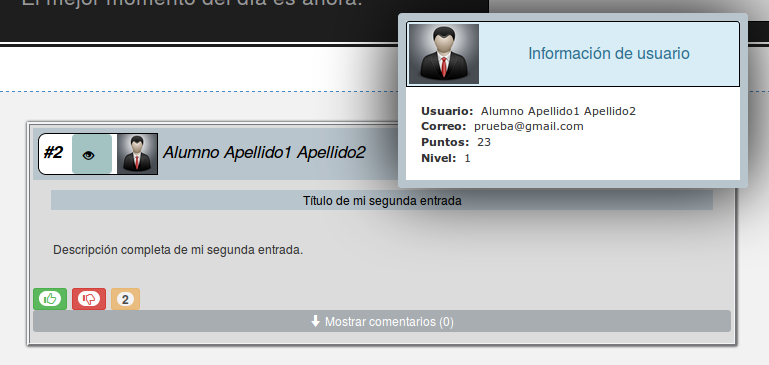 El mejor momento del día es ahora.
Información de usuario
Usuario: Alumno Apellido1 Apellido2
Correo: prueba@gmail.com
Puntos: 23
Nivel: 1
#2 Alumno Apellido1 Apellido2
Título de mi segunda entrada
Descripción completa de mi segunda entrada.
2
Mostrar comentarios (0)